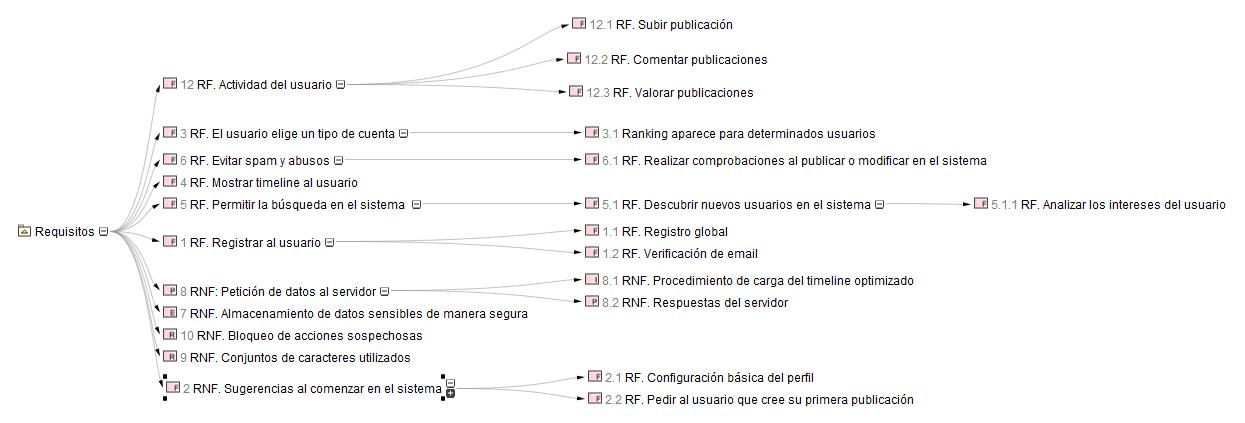 Requisitos
F 12 RF. Actividad del usuario
F 12.1 RF. Subir publicación
F 12.2 RF. Comentar publicaciones
F 12.3 RF. Valorar publicaciones
F 3 RF. El usuario elige un tipo de cuenta
F 3.1 Ranking aparece para determinados usuarios
F 6 RF. Evitar spam y abusos
F 6.1 RF. Realizar comprobaciones al publicar o modificar en el sistema
F 4 RF. Mostrar timeline al usuario
F 5 RF. Permitir la búsqueda en el sistema
F 5.1 RF. Descubrir nuevos usuarios en el sistema
F 5.1.1 RF. Analizar los intereses del usuario
F 1 RF. Registrar al usuario
F 1.1 RF. Registro global
F 1.2 RF. Verificación de email
P 8 RNF: Petición de datos al servidor
I 8.1 RNF. Procedimiento de carga del timeline optimizado
P 8.2 RNF. Respuestas del servidor
E 7 RNF. Almacenamiento de datos sensibles de manera segura
R 10 RNF. Bloqueo de acciones sospechosas
R 9 RNF. Conjuntos de caracteres utilizados
F 2 RNF. Sugerencias al comenzar en el sistema
F 2.1 RF. Configuración básica del perfil
F 2.2 RF. Pedir al usuario que cree su primera publicación